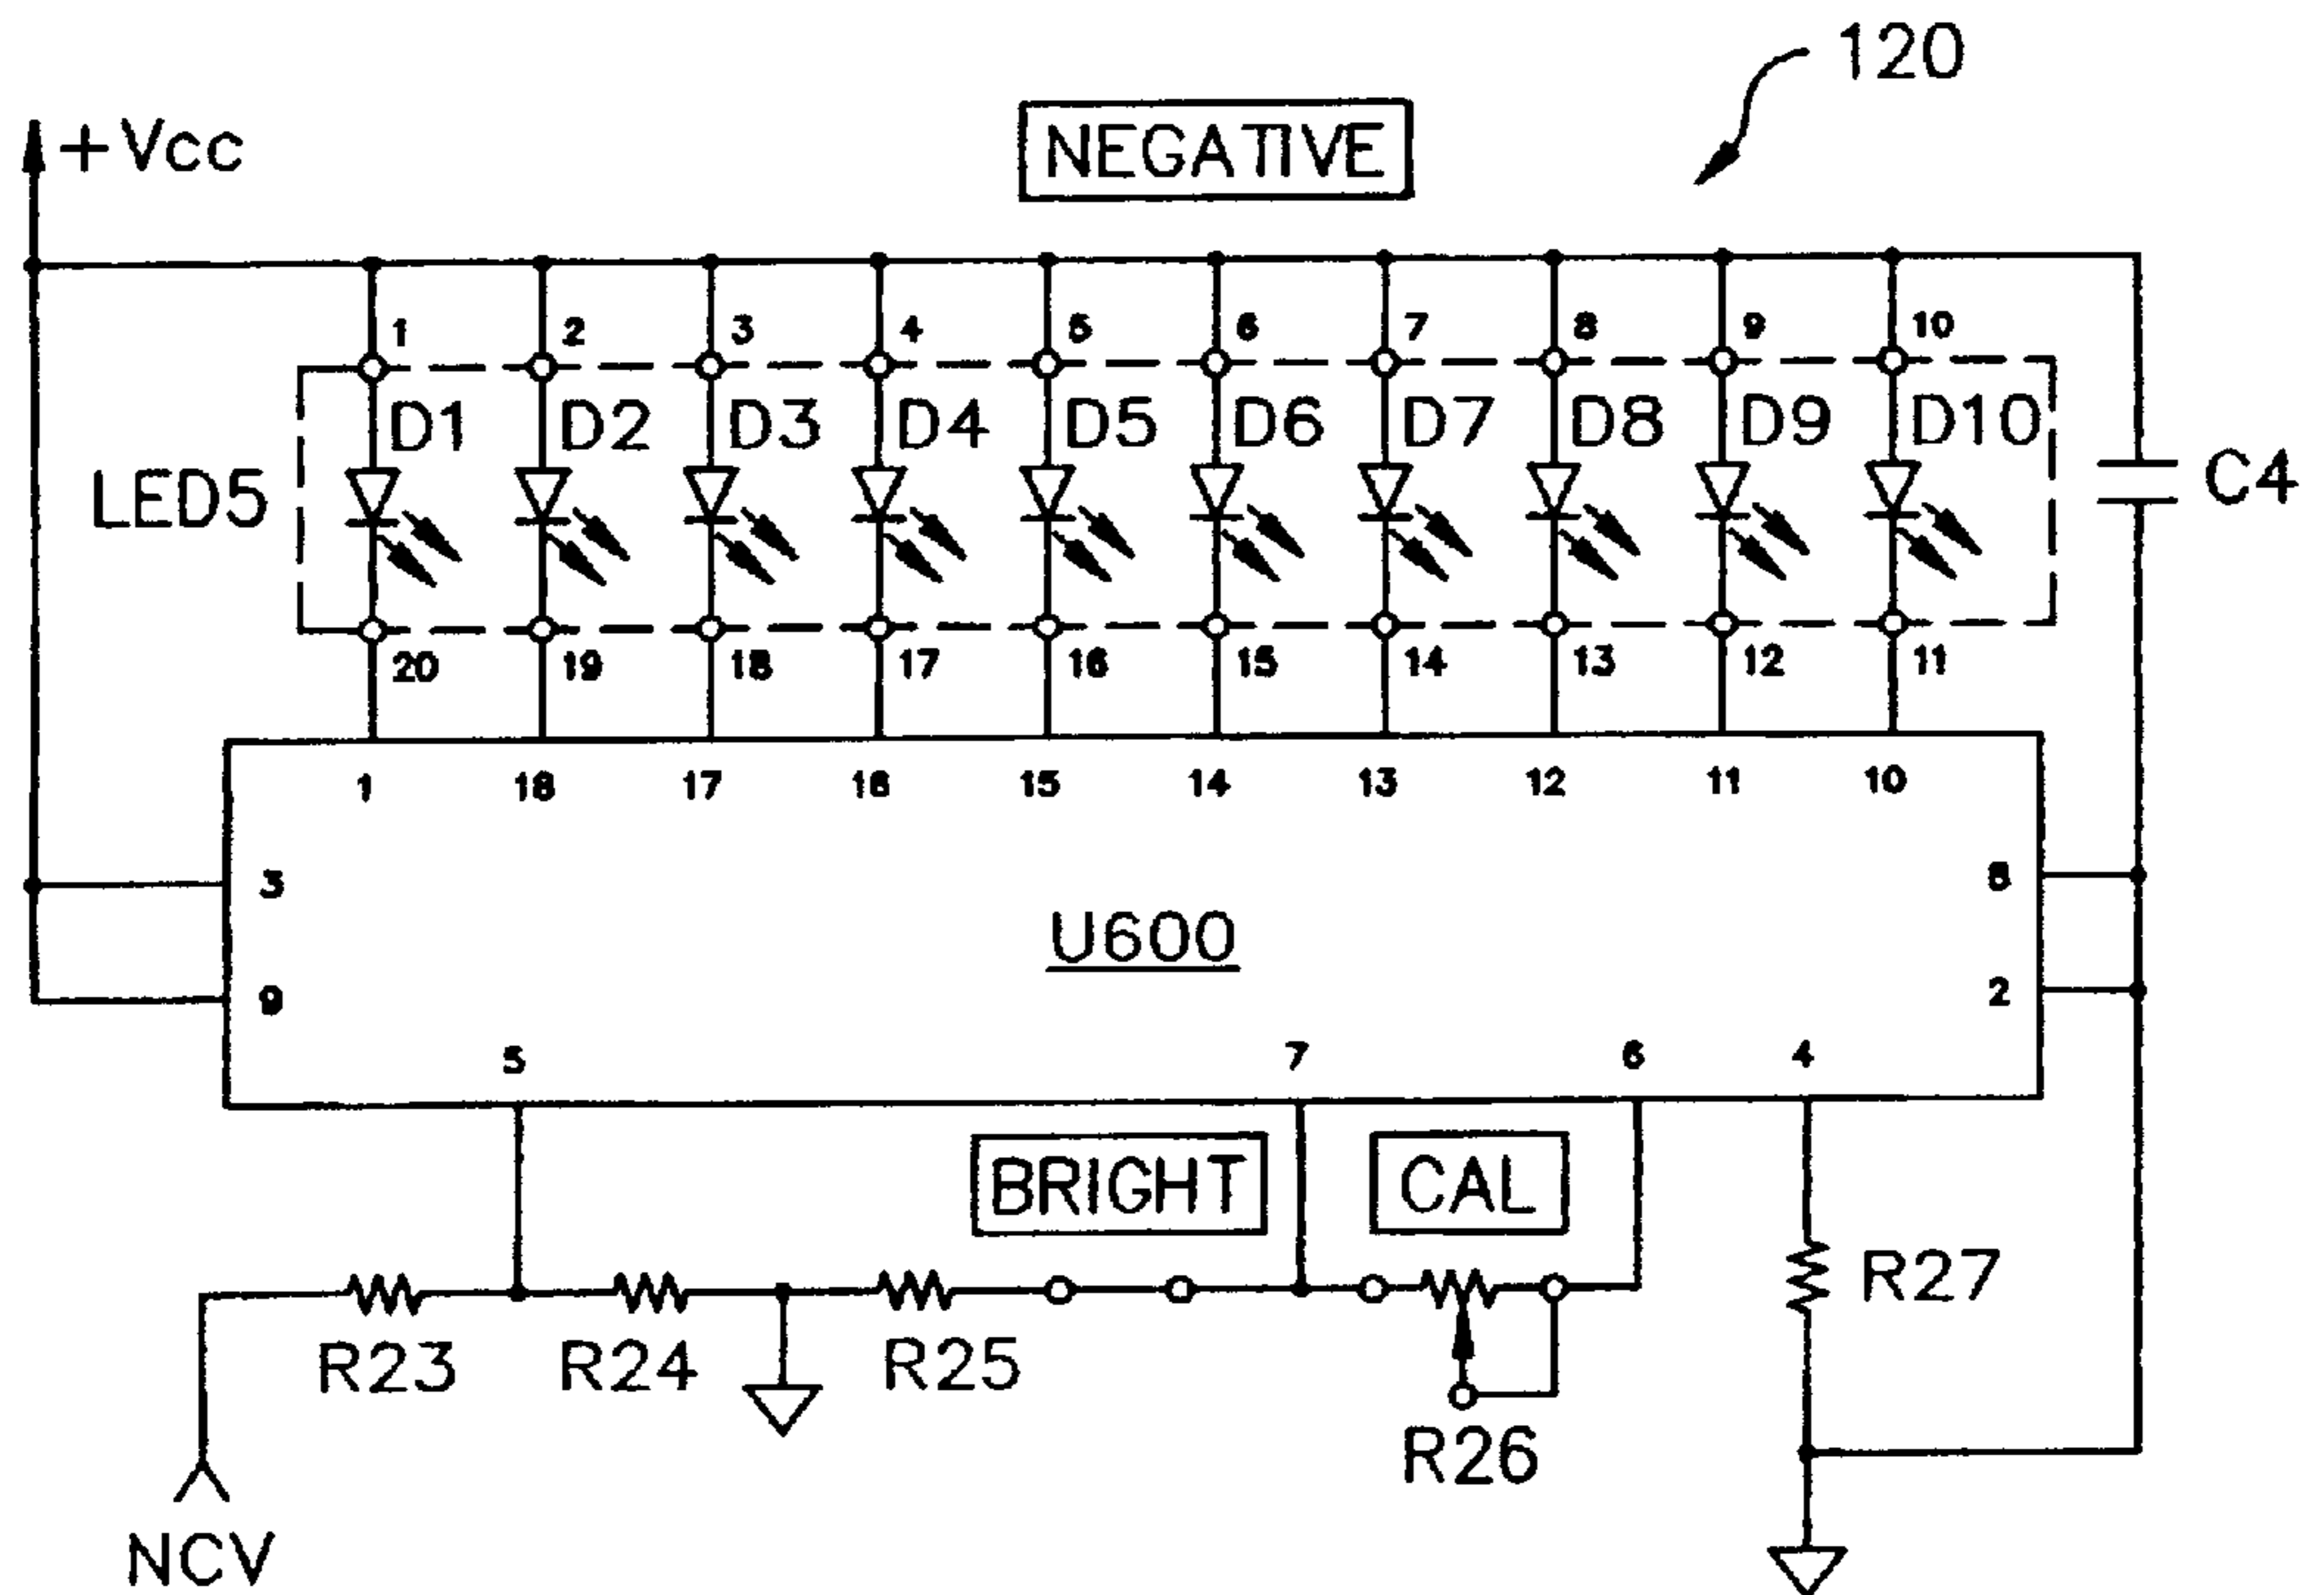 120
NEGATIVE
+Vcc
1 2 3 4 5 6 7 8 9 10
D1 D2 D3 D4 D5 D6 D7 D8 D9 D10
LED5
C4
20 19 18 17 16 15 14 13 12 11
1 18 17 16 15 14 13 12 11 10
3 8
U600
9 2
5 7 6 4
BRIGHT CAL
R27
R23 R24 R25
R26
NCV